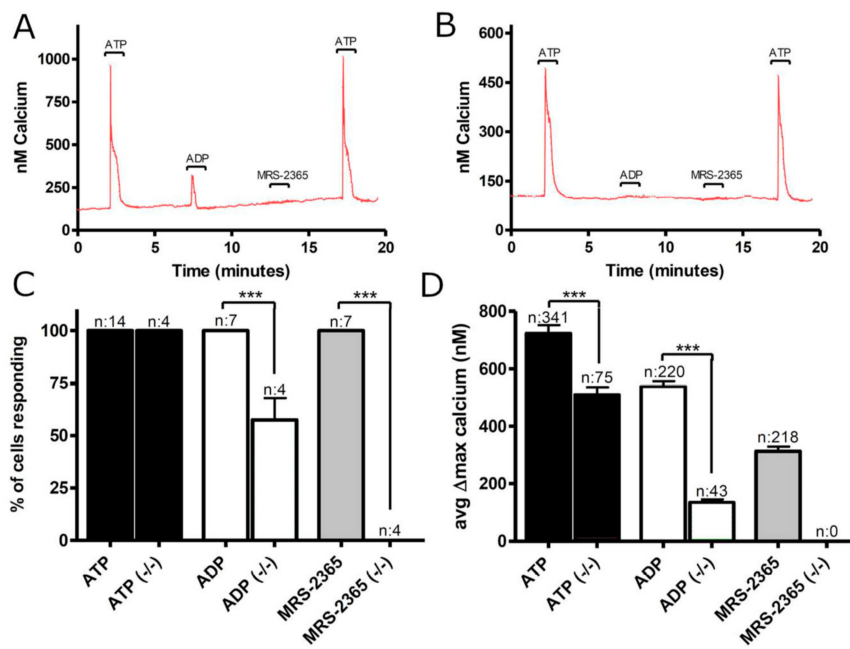 A
ATP
ATP
1000
750
500
250
0
nM Calcium
ADP
MRS-2365
0
5
10
15
20
Time (minutes)
B
ATP
ATP
600
450
300
150
0
nM Calcium
ADP
MRS-2365
0
5
10
15
20
Time (minutes)
C
***
***
n:14
n:4
n:7
n:4
n:7
n:4
100
75
50
25
0
% of cells responding
ATP
ATP (-/-)
ADP
ADP (-/-)
MRS-2365
MRS-2365 (-/-)
D
***
***
n:341
n:75
n:220
n:43
n:218
n:0
800
600
400
200
0
avg Δmax calcium (nM)
ATP
ATP (-/-)
ADP
ADP (-/-)
MRS-2365
MRS-2365 (-/-)